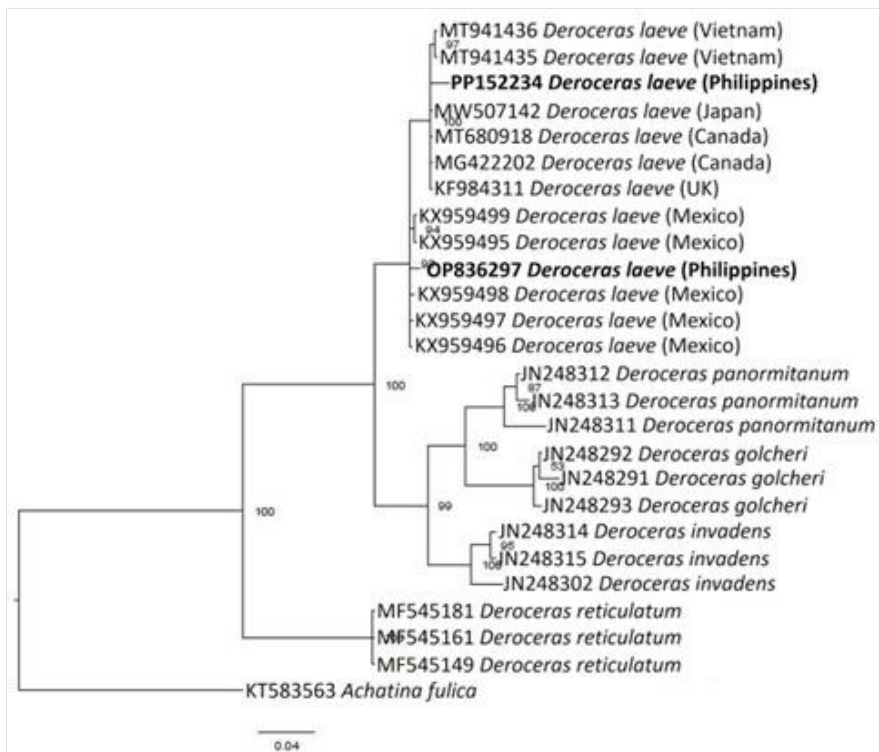 MT941436 Deroceras laeve (Vietnam)
97
MT941435 Deroceras laeve (Vietnam)
PP152234 Deroceras laeve (Philippines)
MW507142 Deroceras laeve (Japan)
100
MT680918 Deroceras laeve (Canada)
MG422202 Deroceras laeve (Canada)
KF984311 Deroceras laeve (UK)
KX959499 Deroceras laeve (Mexico)
94
KX959495 Deroceras laeve (Mexico)
OP836297 Deroceras laeve (Philippines)
KX959498 Deroceras laeve (Mexico)
KX959497 Deroceras laeve (Mexico)
KX959496 Deroceras laeve (Mexico)
JN248312 Deroceras panormitanum
87
100
JN248313 Deroceras panormitanum
JN248311 Deroceras panormitanum
100
100
JN248292 Deroceras golcheri
53
100
JN248291 Deroceras golcheri
JN248293 Deroceras golcheri
99
100
JN248314 Deroceras invadens
95
JN248315 Deroceras invadens
100
JN248302 Deroceras invadens
MF545181 Deroceras reticulatum
MF545161 Deroceras reticulatum
MF545149 Deroceras reticulatum
KT583563 Achatina fulica
0.04